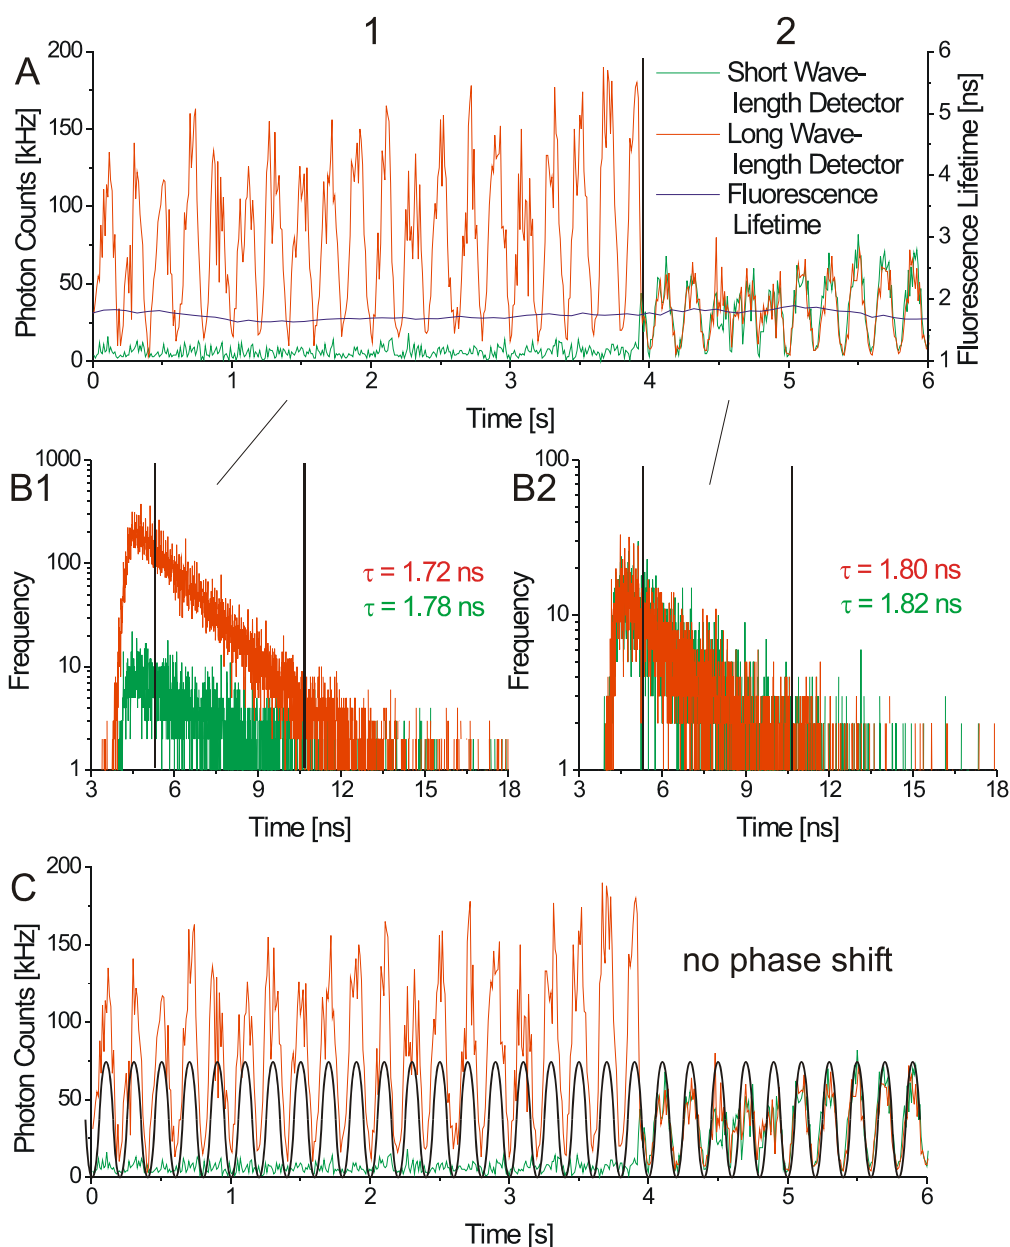 1
2
A
200
150
100
50
0
Photon Counts [kHz]
6
5
4
3
2
1
Fluorescence Lifetime [ns]
Short Wave-
length Detector
Long Wave-
length Detector
Fluorescence
Lifetime
0 1 2 3 4 5 6
Time [s]
B1
1000
100
10
1
Frequency
τ = 1.72 ns
τ = 1.78 ns
3 6 9 12 15 18
Time [ns]
B2
100
10
1
Frequency
τ = 1.80 ns
τ = 1.82 ns
3 6 9 12 15 18
Time [ns]
C
200
150
100
50
0
Photon Counts [kHz]
no phase shift
0 1 2 3 4 5 6
Time [s]